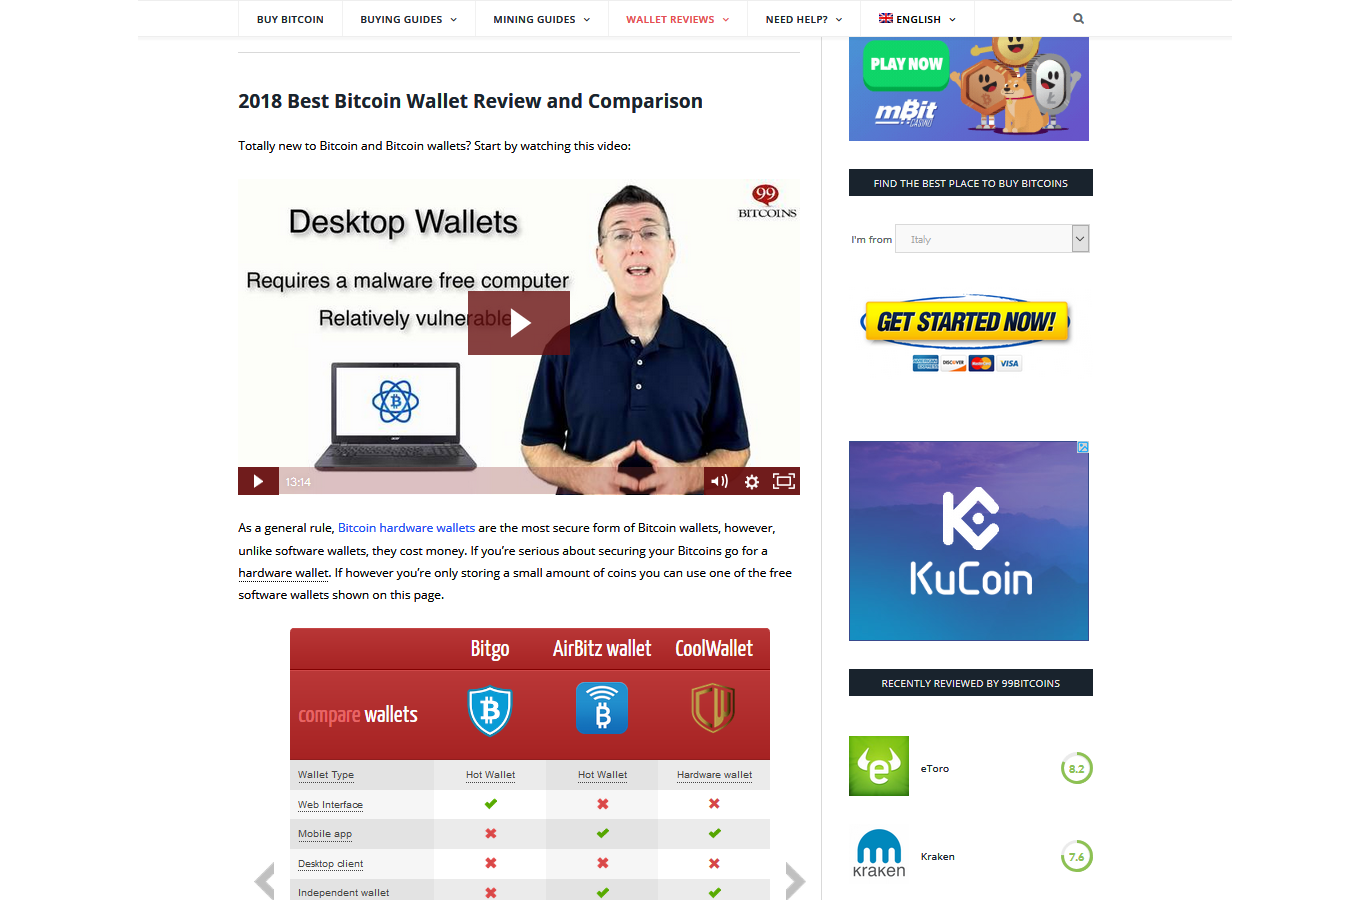 BUY BITCOIN
BUYING GUIDES
MINING GUIDES
WALLET REVIEWS
NEED HELP?
ENGLISH
2018 Best Bitcoin Wallet Review and Comparison
Totally new to Bitcoin and Bitcoin wallets? Start by watching this video:
Desktop Wallets
Requires a malware free computer
Relatively vulnerable
99
BITCOINS
acer
13:14
As a general rule, Bitcoin hardware wallets are the most secure form of Bitcoin wallets, however,
unlike software wallets, they cost money. If you're serious about securing your Bitcoins go for a
hardware wallet. If however you're only storing a small amount of coins you can use one of the free
software wallets shown on this page.
Bitgo AirBitz wallet CoolWallet
compare wallets
Wallet Type Hot Wallet Hot Wallet Hardware wallet
Web Interface
Mobile app
Desktop client
Independent wallet
PLAY NOW
mBit
CASINO
FIND THE BEST PLACE TO BUY BITCOINS
I'm from Italy
GET STARTED NOW!
AMERICAN EXPRESS DISCOVER MasterCard VISA
KuCoin
RECENTLY REVIEWED BY 99BITCOINS
eToro 8.2
Kraken 7.6
kraken